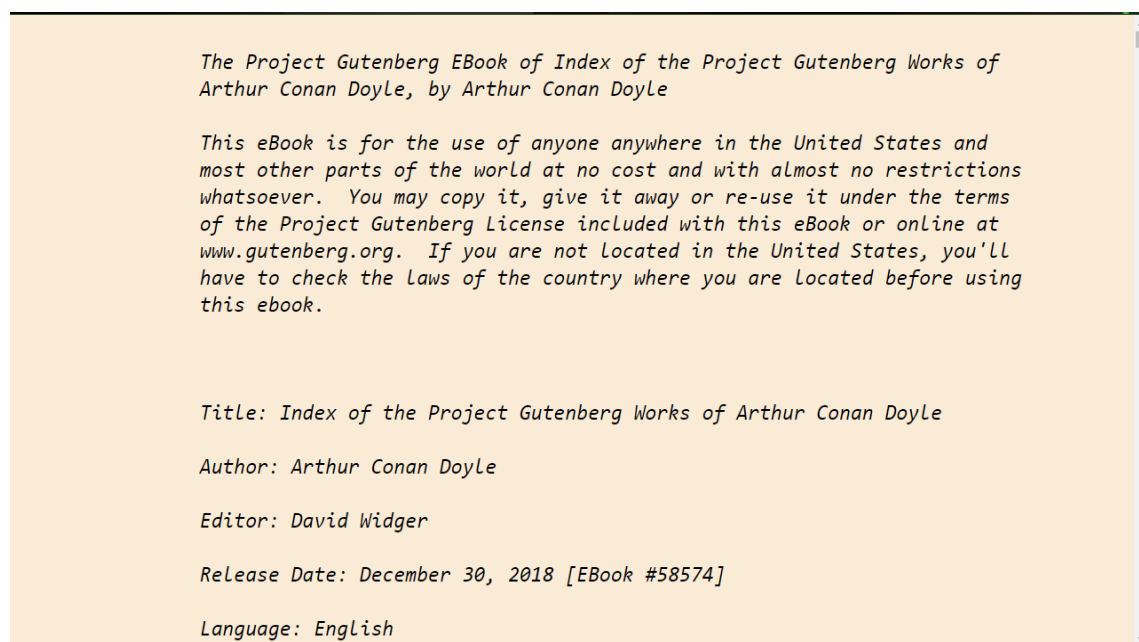 The Project Gutenberg EBook of Index of the Project Gutenberg Works of
Arthur Conan Doyle, by Arthur Conan Doyle
This eBook is for the use of anyone anywhere in the United States and
most other parts of the world at no cost and with almost no restrictions
whatsoever.  You may copy it, give it away or re-use it under the terms
of the Project Gutenberg License included with this eBook or online at
www.gutenberg.org.  If you are not located in the United States, you'll
have to check the laws of the country where you are located before using
this ebook.
Title: Index of the Project Gutenberg Works of Arthur Conan Doyle
Author: Arthur Conan Doyle
Editor: David Widger
Release Date: December 30, 2018 [EBook #58574]
Language: English